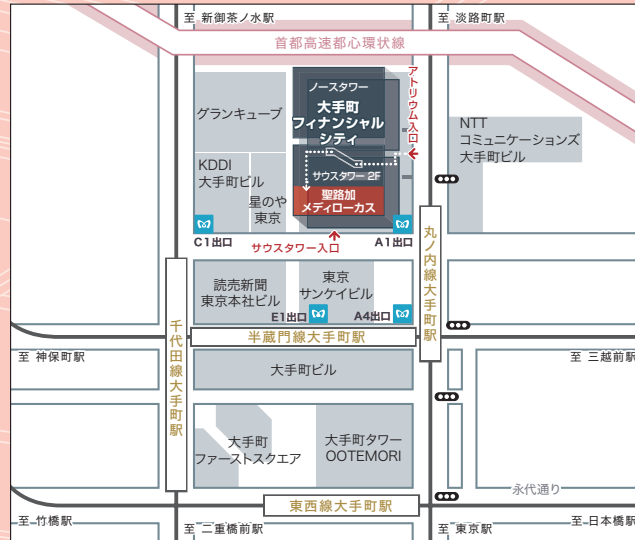 至 新御茶ノ水駅
至 淡路町駅
首都高速都心環状線
アトリウム入口
ノースタワー
大手町
フィナンシャル
シティ
グランキューブ
NTT
コミュニケーションズ
大手町ビル
KDDI
大手町ビル
サウスタワー 2F
星のや
東京
聖路加
メディローカス
C1出口
サウスタワー入口
A1出口
丸ノ内線大手町駅
読売新聞
東京本社ビル
東京
サンケイビル
E1出口
A4出口
千代田線大手町駅
半蔵門線大手町駅
至 神保町駅
至 三越前駅
大手町ビル
大手町
ファーストスクエア
大手町タワー
OOTEMORI
永代通り
東西線大手町駅
至 竹橋駅
至 二重橋前駅
至 東京駅
至 日本橋駅